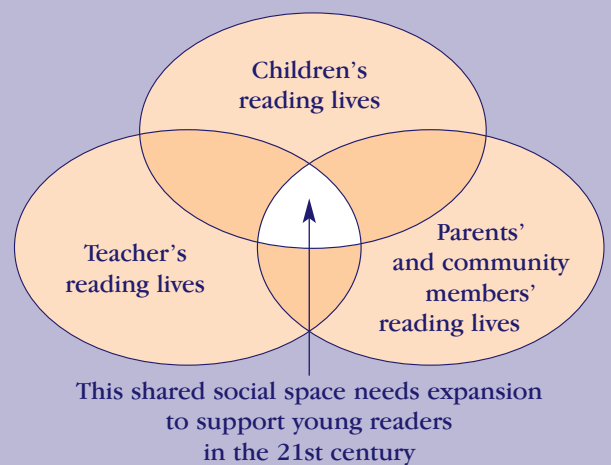 Children’s
reading lives
Teacher’s
reading lives
Parents’
and community
members’
reading lives
This shared social space needs expansion
to support young readers
in the 21st century